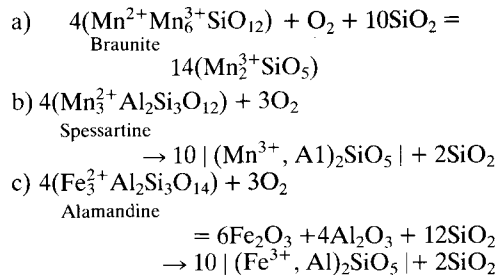 a) 4(Mn²⁺Mn₆³⁺SiO₁₂) + O₂ + 10SiO₂ =
Braunite
14(Mn₂³⁺SiO₅)
b) 4(Mn₃²⁺Al₂Si₃O₁₂) + 3O₂
Spessartine
→ 10 | (Mn³⁺, A1)₂SiO₅ | + 2SiO₂
c) 4(Fe₃²⁺Al₂Si₃O₁₄) + 3O₂
Alamandine
= 6Fe₂O₃ +4Al₂O₃ + 12SiO₂
→ 10 | (Fe³⁺, Al)₂SiO₅ |+ 2SiO₂